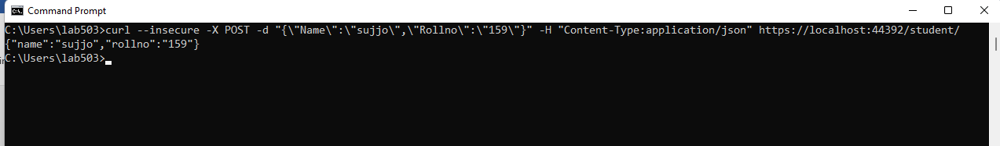 Command Prompt
C:\Users\lab503>curl --insecure -X POST -d "{\"Name\":\"sujjo\",\"Rollno\":\"159\"}" -H "Content-Type:application/json" https://localhost:44392/student/
{"name":"sujjo","rollno":"159"}
C:\Users\lab503>